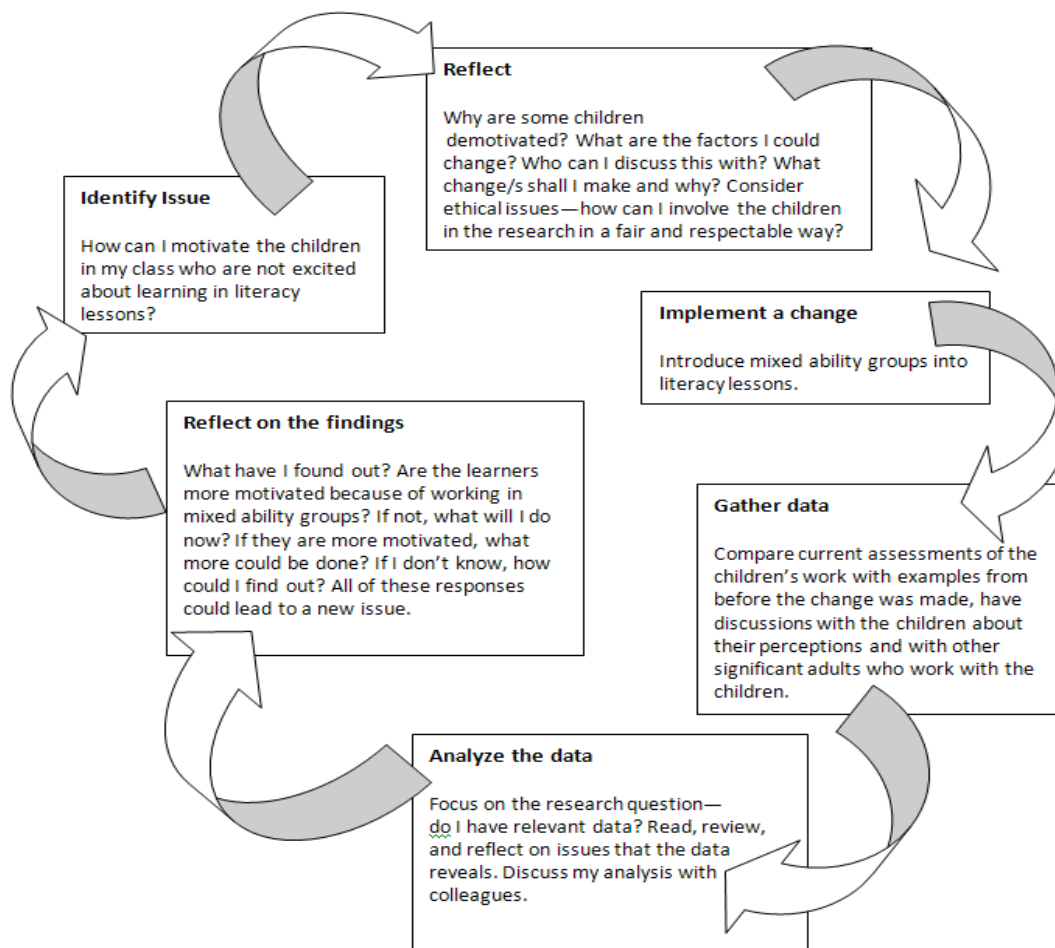 Reflect
Why are some children
demotivated? What are the factors I could
change? Who can I discuss this with? What
change/s shall I make and why? Consider
ethical issues—how can I involve the children
in the research in a fair and respectable way?
Identify Issue
How can I motivate the children
in my class who are not excited
about learning in literacy
lessons?
Implement a change
Introduce mixed ability groups into
literacy lessons.
Reflect on the findings
What have I found out? Are the learners
more motivated because of working in
mixed ability groups? If not, what will I do
now? If they are more motivated, what
more could be done? If I don’t know, how
could I find out? All of these responses
could lead to a new issue.
Gather data
Compare current assessments of the
children’s work with examples from
before the change was made, have
discussions with the children about
their perceptions and with other
significant adults who work with the
children.
Analyze the data
Focus on the research question—
do I have relevant data? Read, review,
and reflect on issues that the data
reveals. Discuss my analysis with
colleagues.